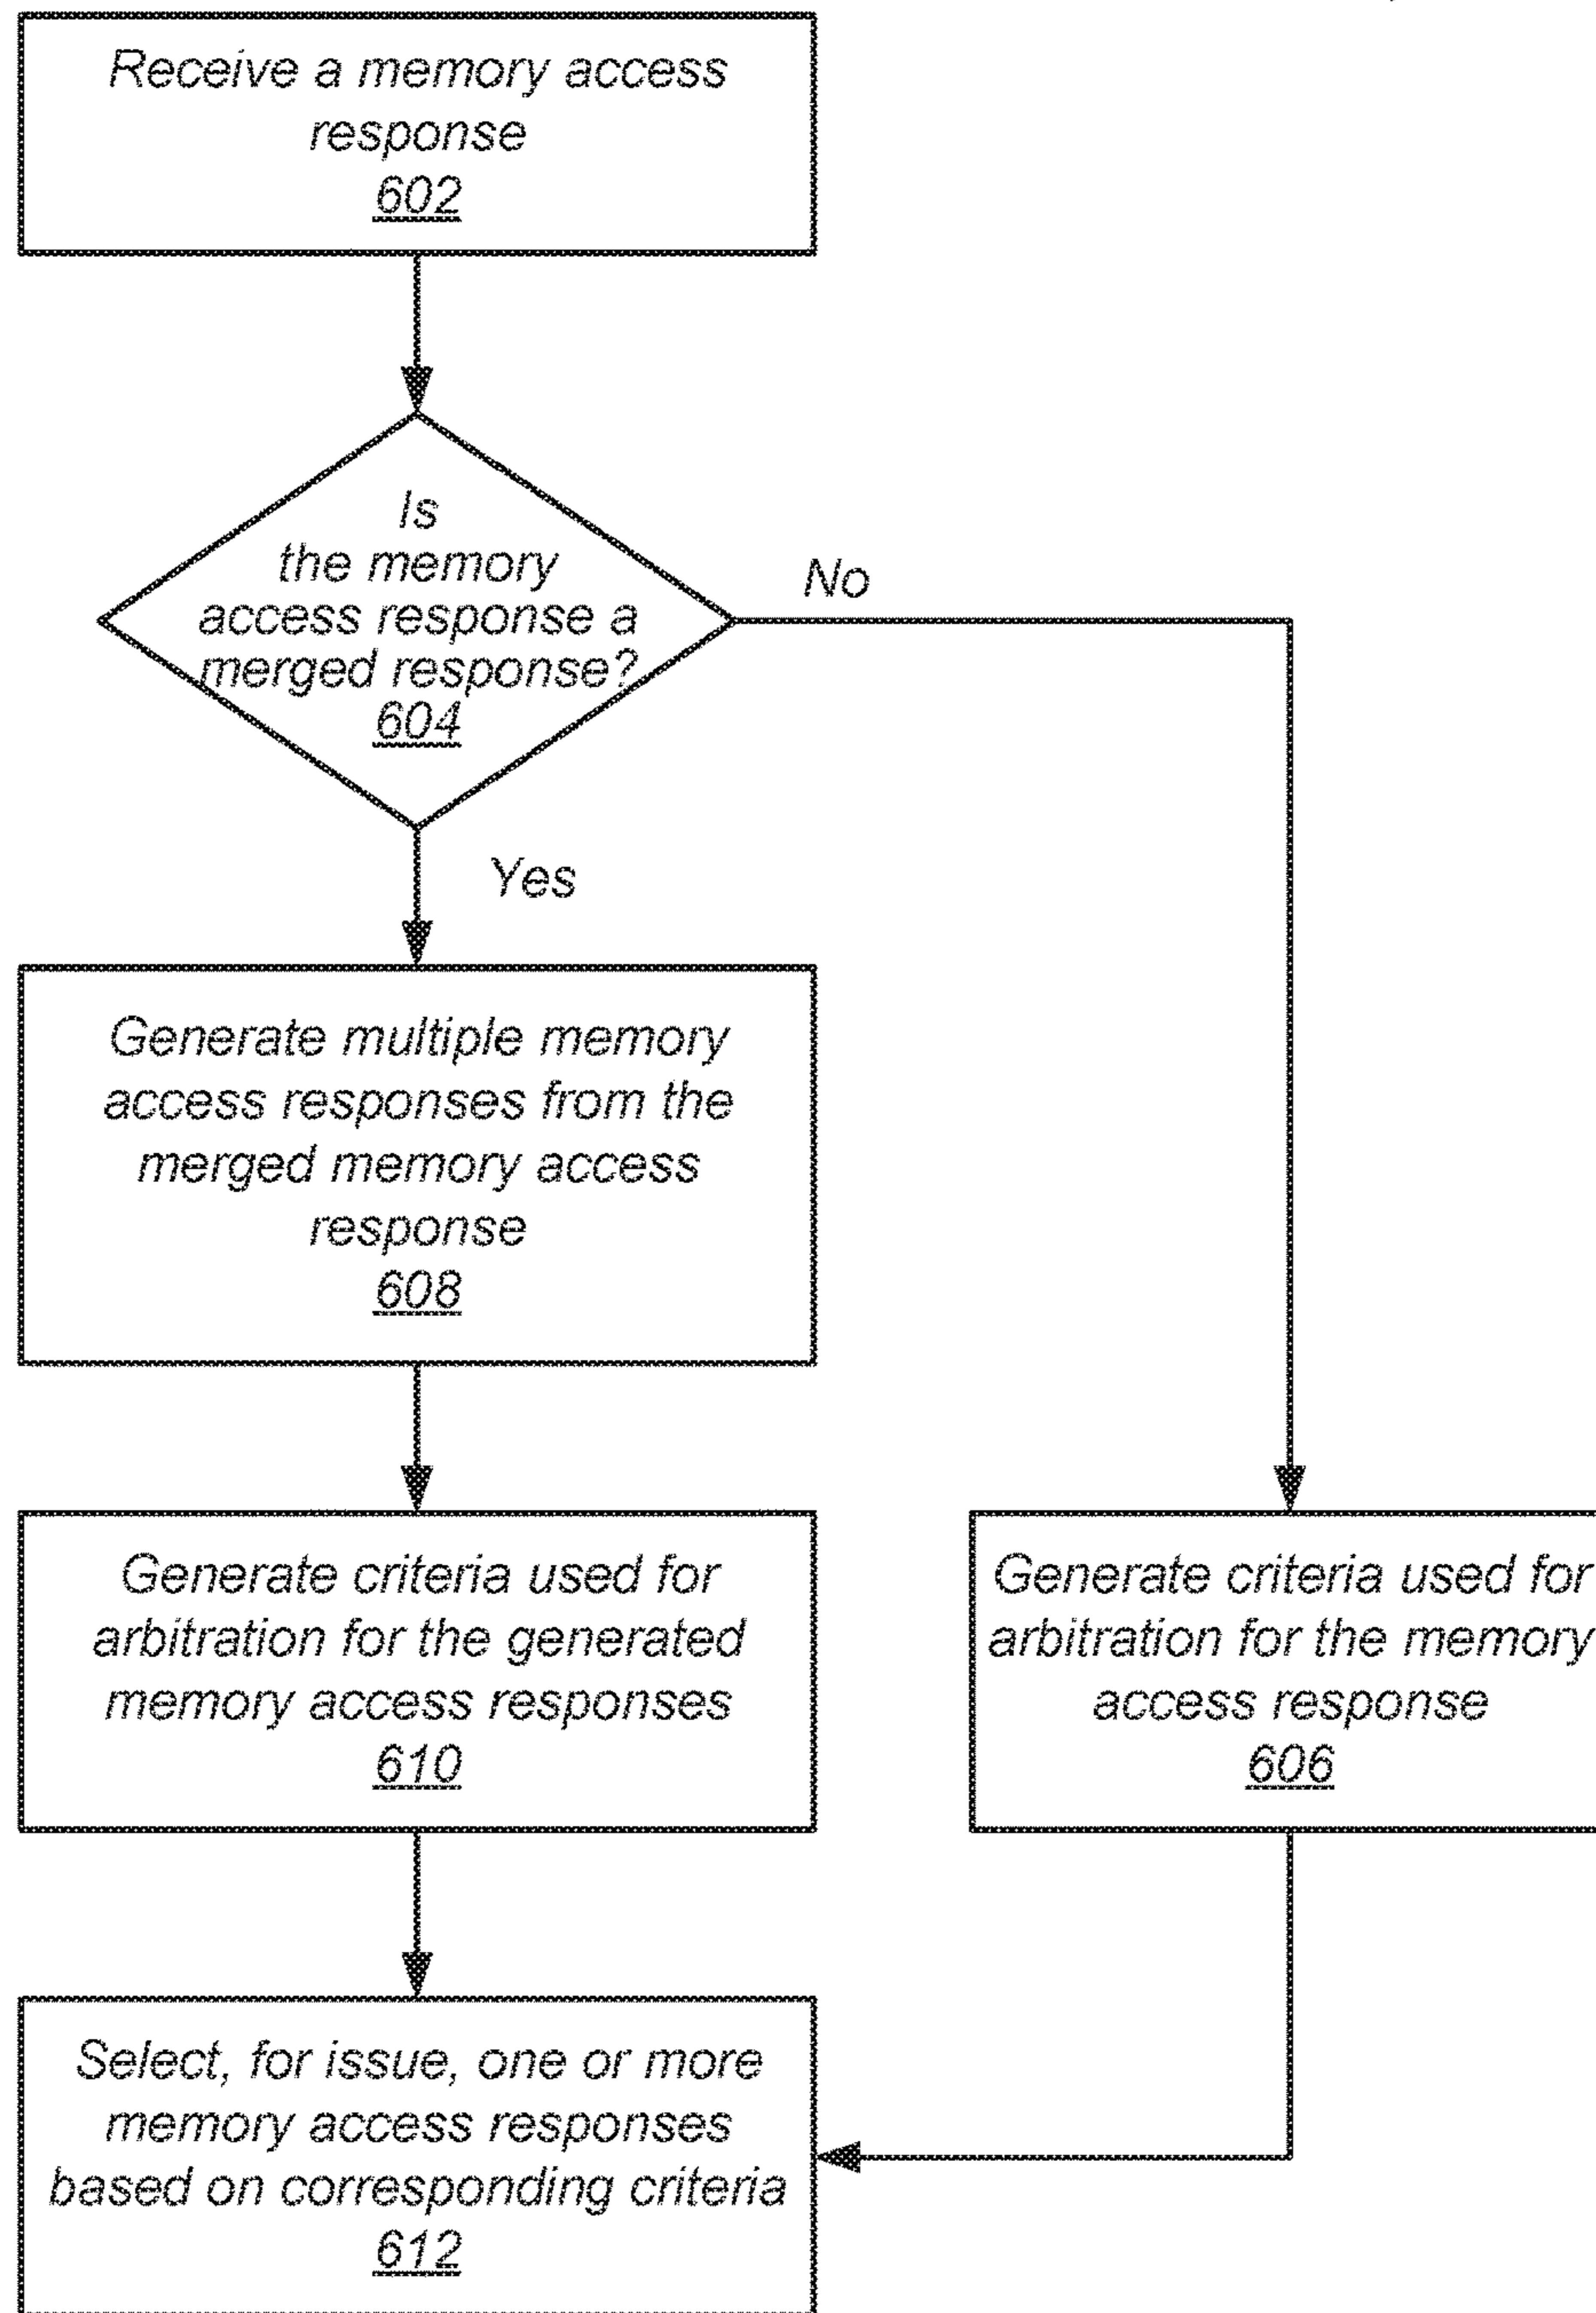 Receive a memory access
response
602
Is
the memory
access response a
merged response?
604
No
Yes
Generate multiple memory
access responses from the
merged memory access
response
608
Generate criteria used for
arbitration for the generated
memory access responses
610
Generate criteria used for
arbitration for the memory
access response
606
Select, for issue, one or more
memory access responses
based on corresponding criteria
612